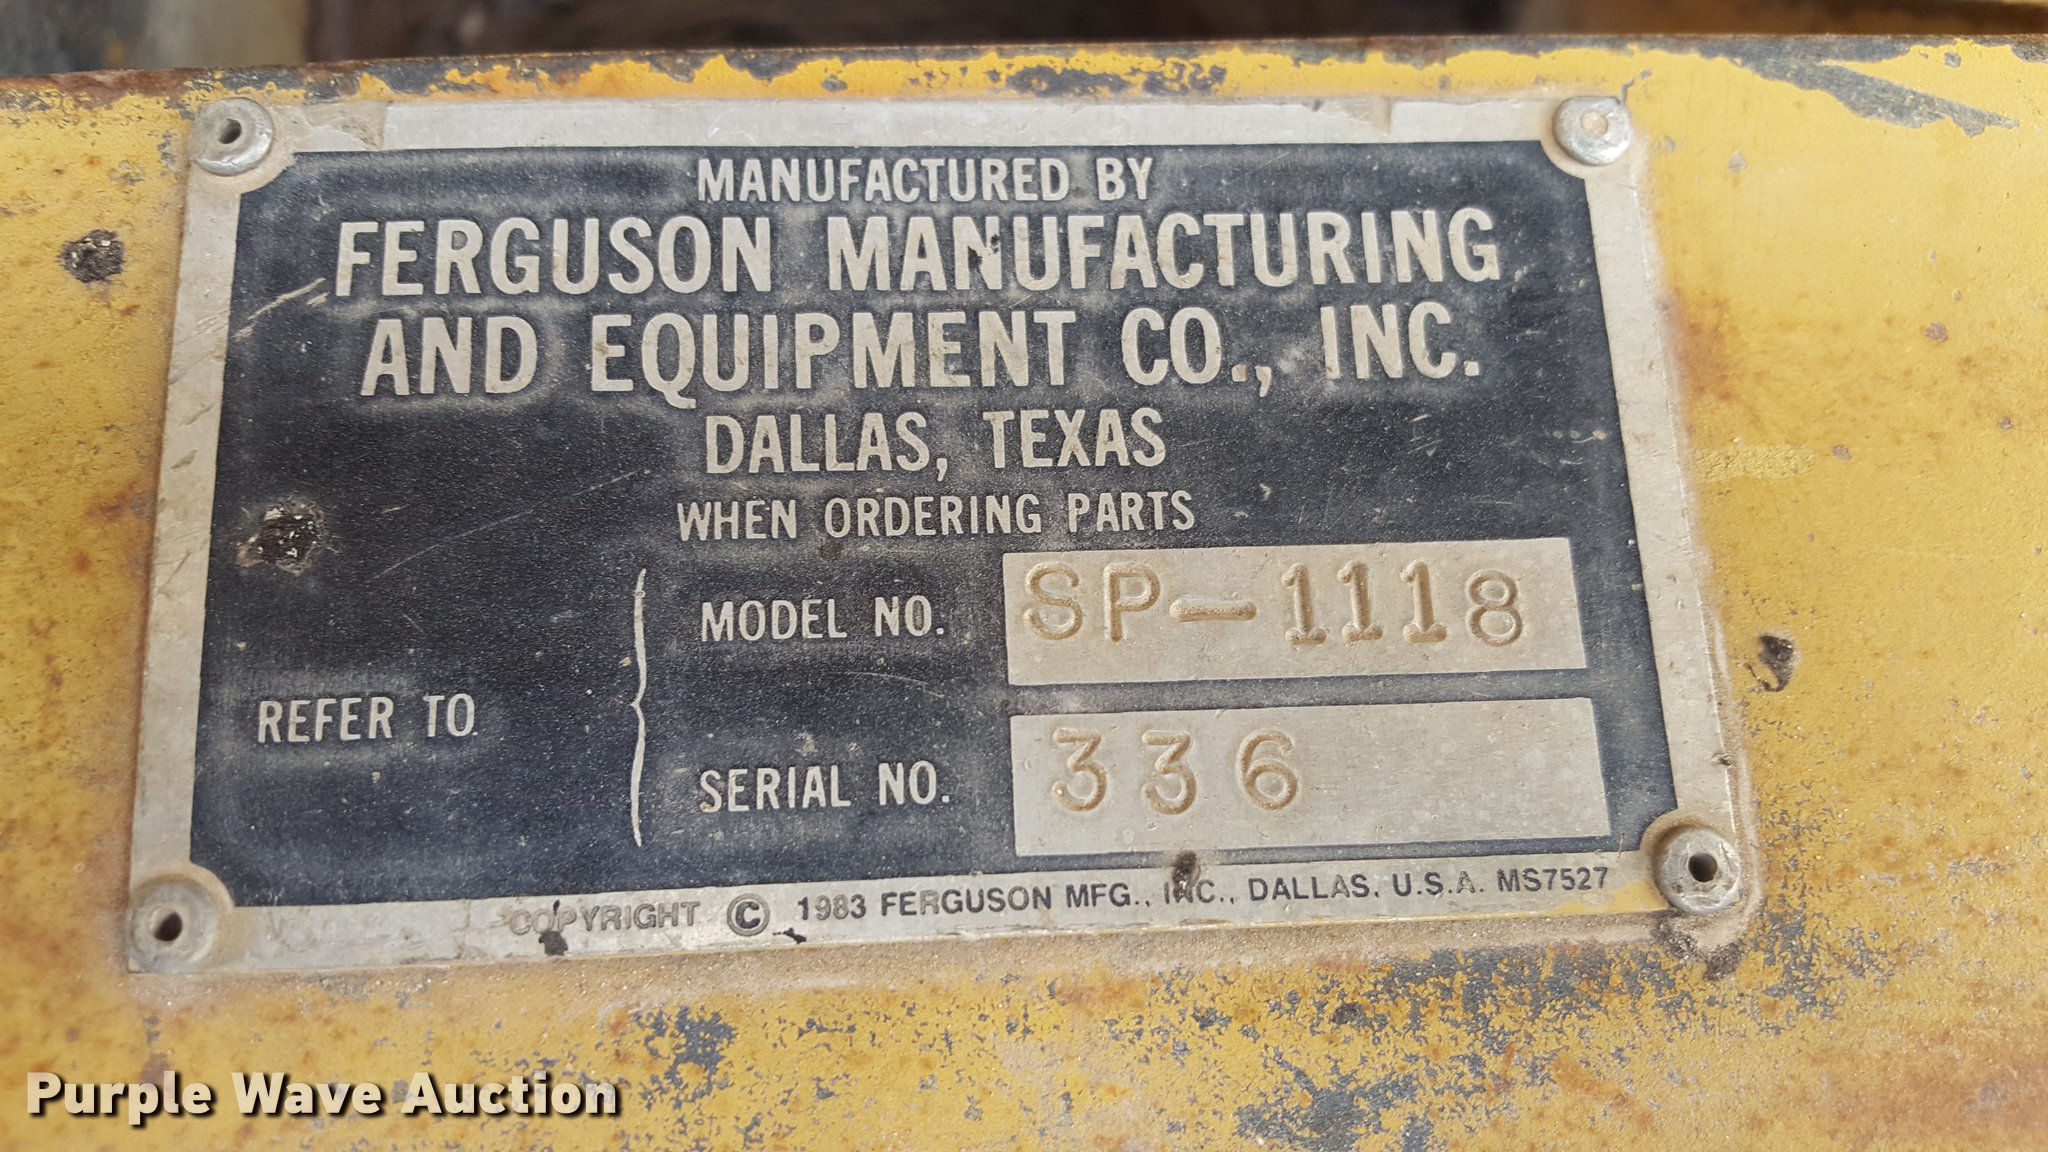 MANUFACTURED BY
FERGUSON MANUFACTURING
AND EQUIPMENT CO., INC.
DALLAS, TEXAS
WHEN ORDERING PARTS
REFER TO
MODEL NO. SP-1118
SERIAL NO. 336
COPYRIGHT © 1983 FERGUSON MFG., INC., DALLAS, U.S.A. MS7527
Purple Wave Auction